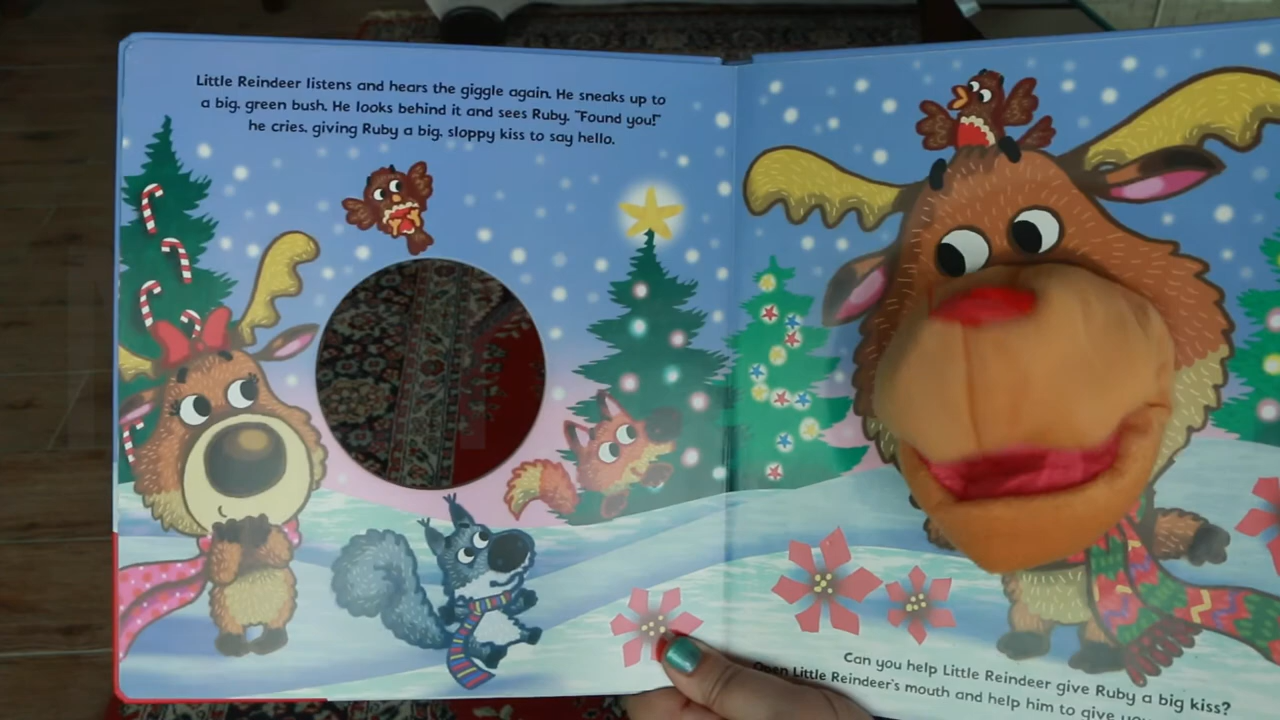 Little Reindeer listens and hears the giggle again. He sneaks up to
a big, green bush. He looks behind it and sees Ruby. "Found you!"
he cries, giving Ruby a big, sloppy kiss to say hello.
Can you help Little Reindeer give Ruby a big kiss?
Open Little Reindeer's mouth and help him to give